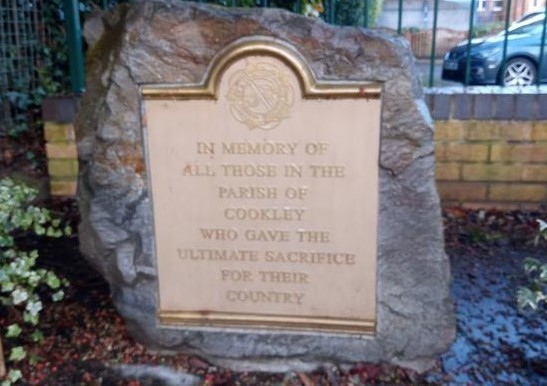 IN MEMORY OF
ALL THOSE IN THE
PARISH OF
COOKLEY
WHO GAVE THE
ULTIMATE SACRIFICE
FOR THEIR
COUNTRY